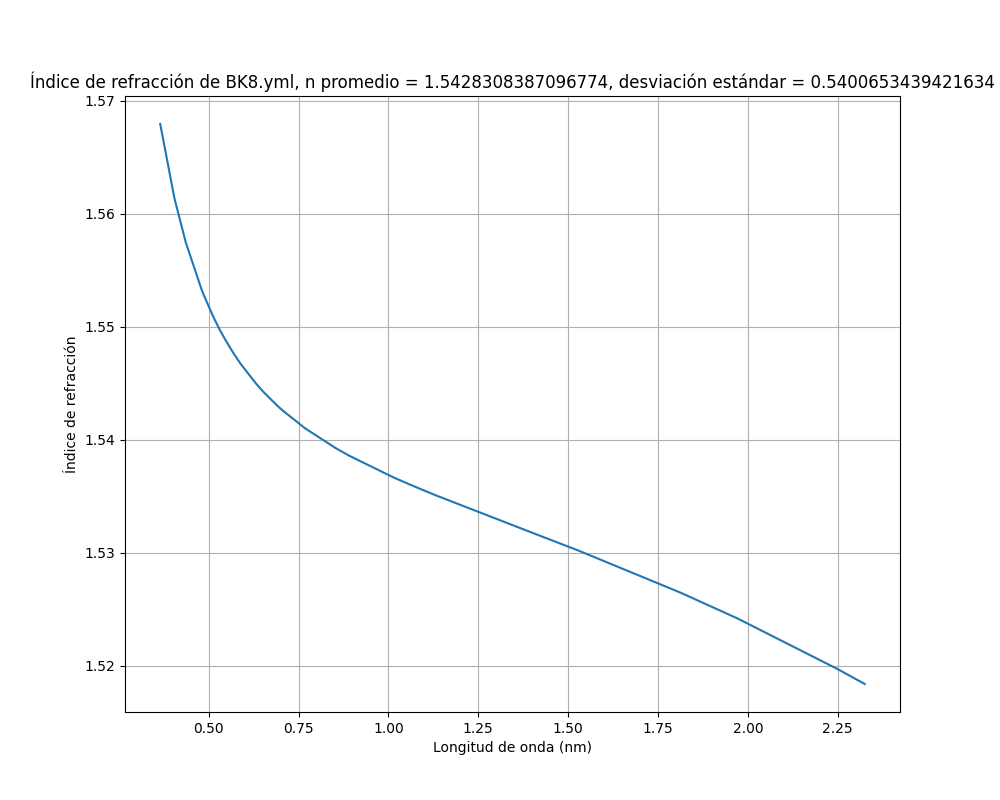 Índice de refracción de BK8.yml, n promedio = 1.5428308387096774, desviación estándar = 0.5400653439421634
1.57
1.56
1.55
1.54
1.53
1.52
Índice de refracción
0.50 0.75 1.00 1.25 1.50 1.75 2.00 2.25
Longitud de onda (nm)